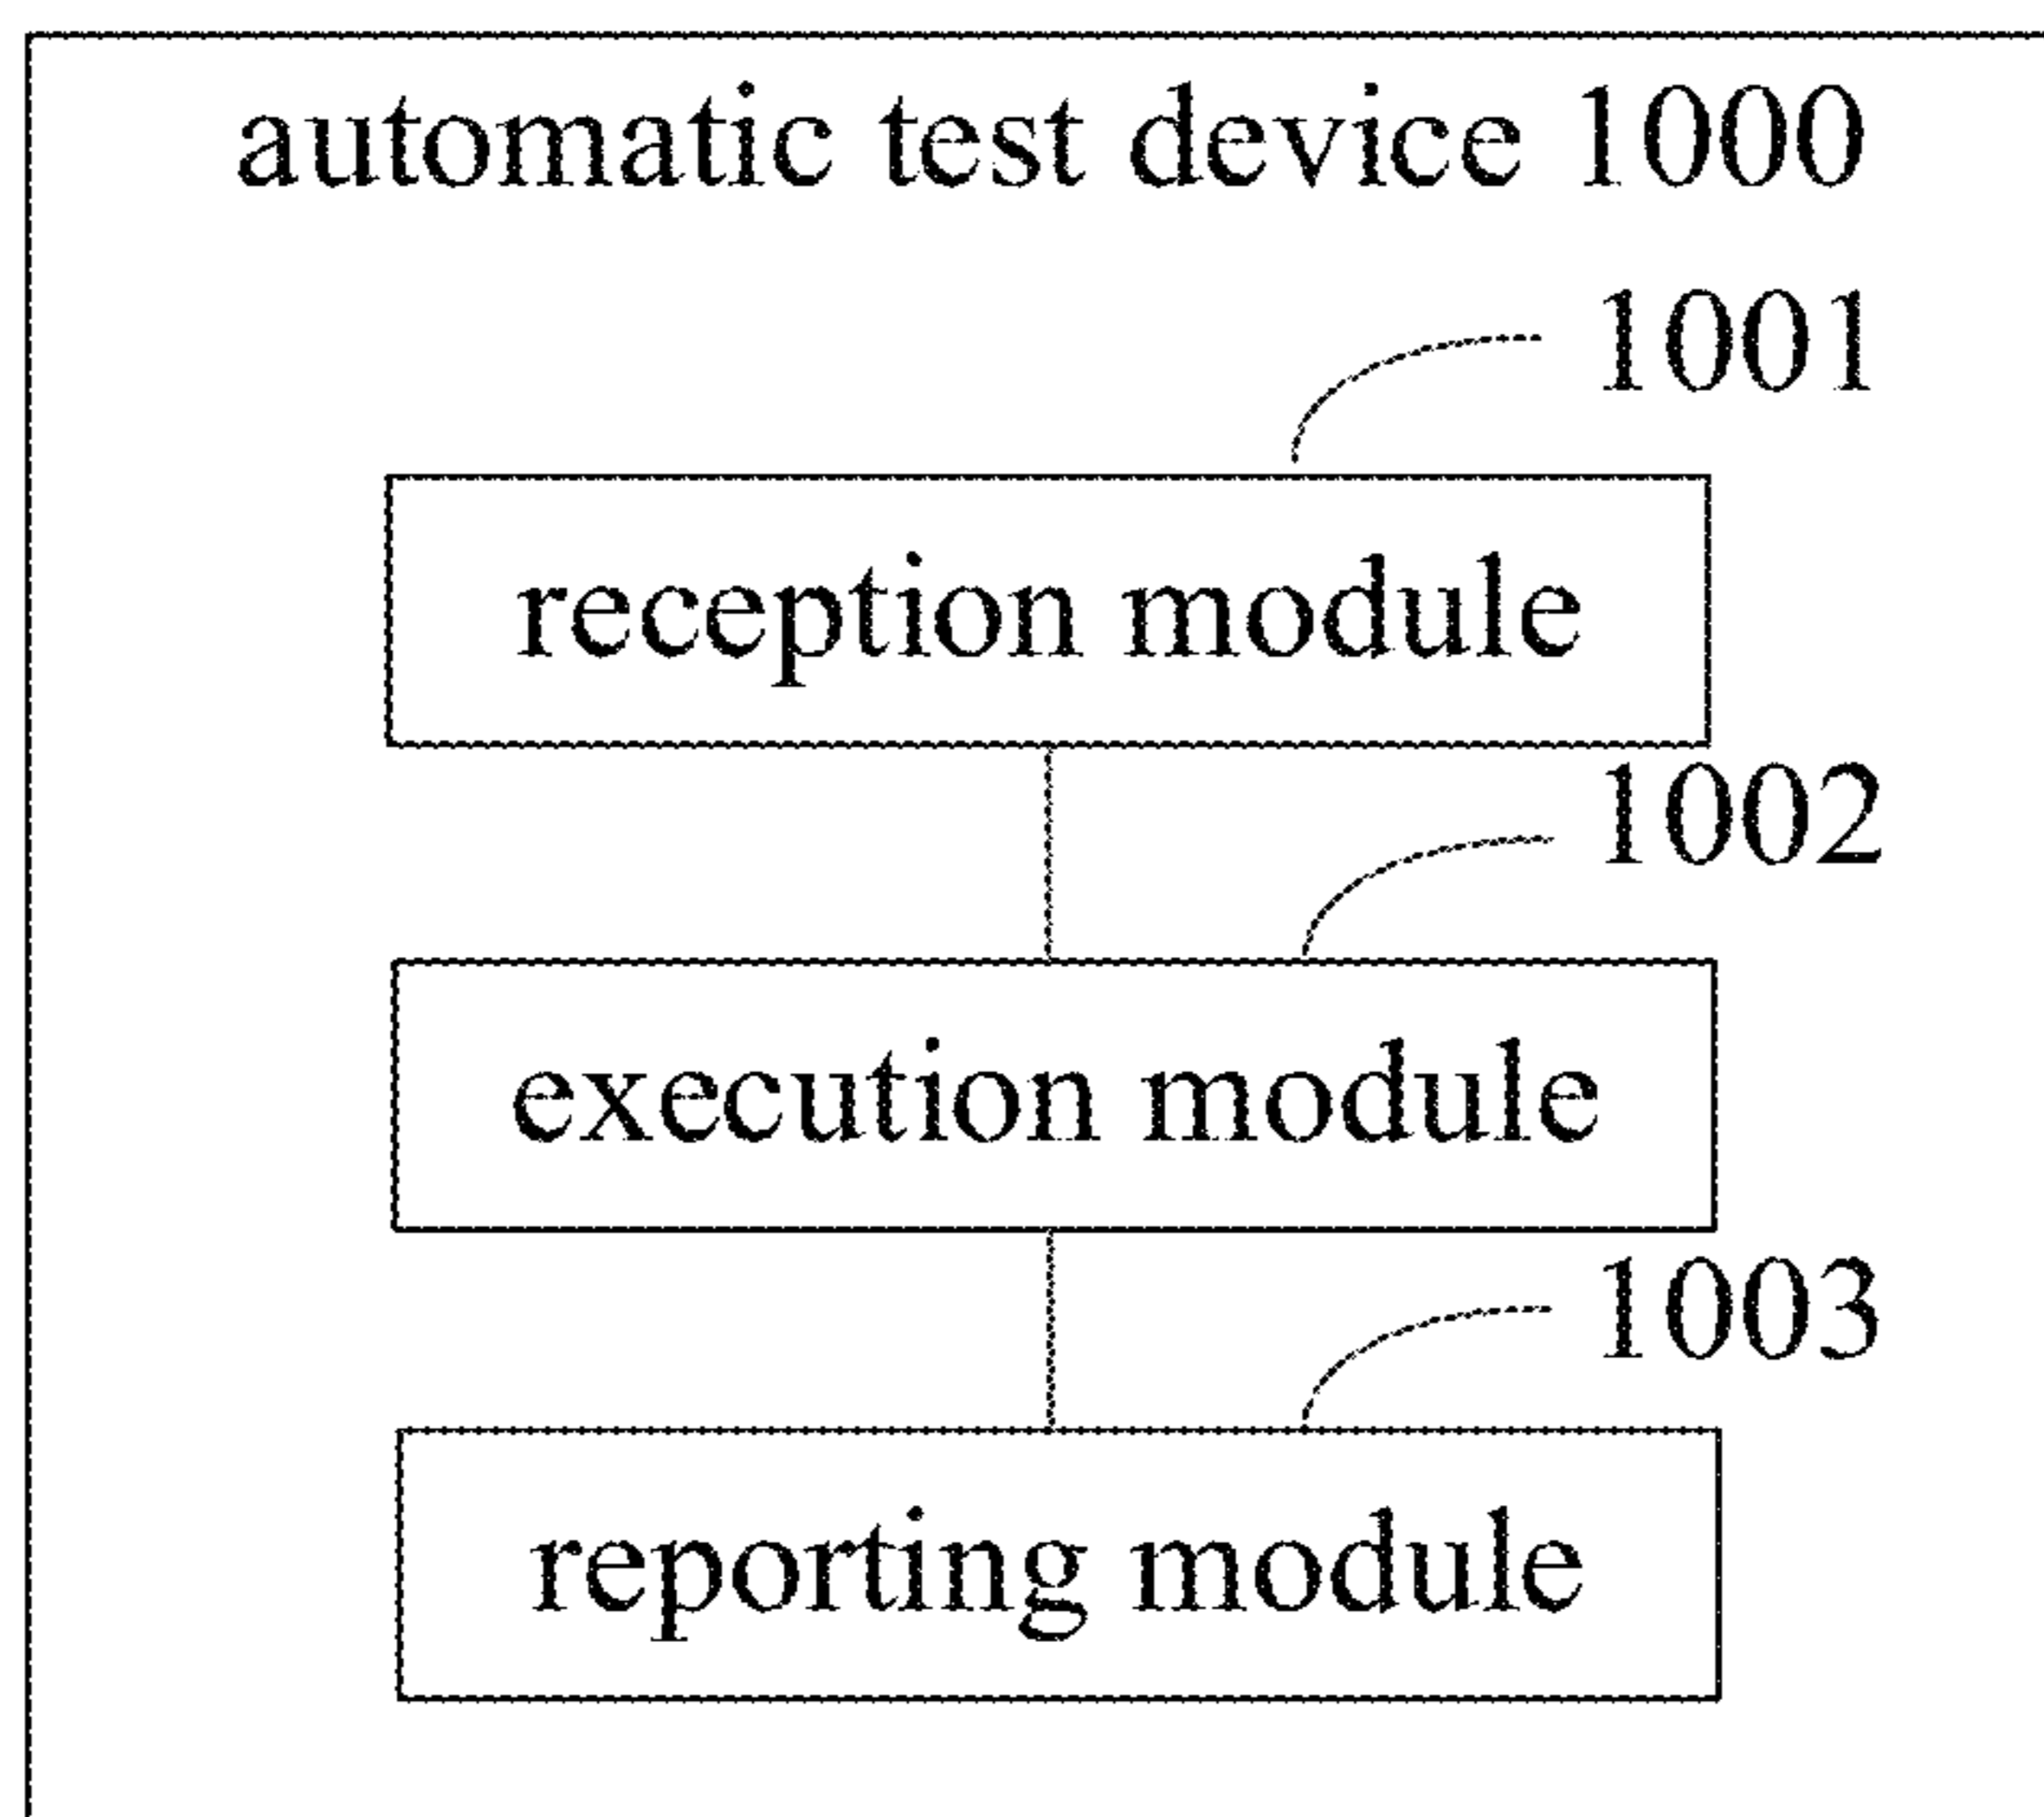 automatic test device 1000
1001
reception module
1002
execution module
1003
reporting module